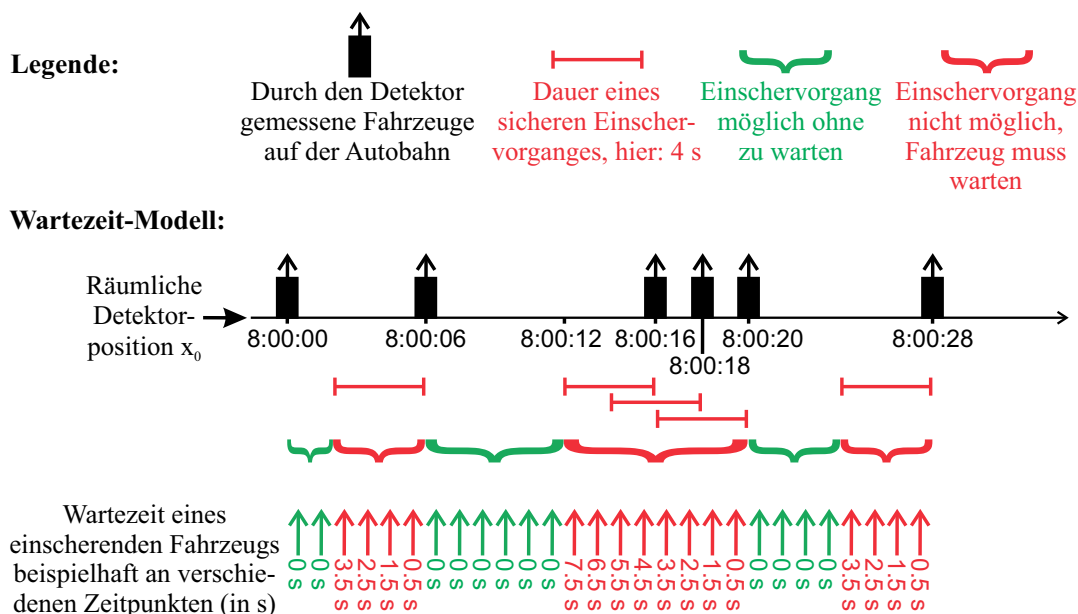 Legende:
Durch den Detektor
gemessene Fahrzeuge
auf der Autobahn
Dauer eines
sicheren Einscher-
vorganges, hier: 4 s
Einschervorgang
möglich ohne
zu warten
Einschervorgang
nicht möglich,
Fahrzeug muss
warten
Wartezeit-Modell:
Räumliche
Detektor-
position x₀
8:00:00
8:00:06
8:00:12
8:00:16
8:00:18
8:00:20
8:00:28
Wartezeit eines
einscherenden Fahrzeugs
beispielhaft an verschie-
denen Zeitpunkten (in s)
0 s
0 s
3.5 s
2.5 s
1.5 s
0.5 s
0 s
0 s
0 s
0 s
0 s
0 s
7.5 s
6.5 s
5.5 s
4.5 s
3.5 s
2.5 s
1.5 s
0.5 s
0 s
0 s
0 s
0 s
3.5 s
2.5 s
1.5 s
0.5 s